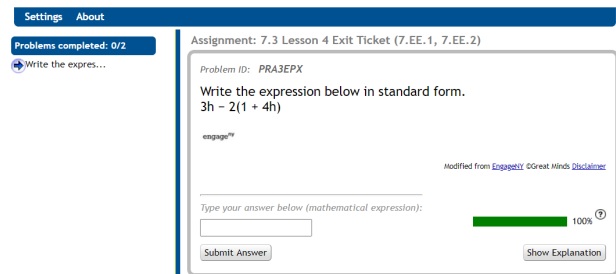 Settings About
Problems completed: 0/2
Write the expres...
Assignment: 7.3 Lesson 4 Exit Ticket (7.EE.1, 7.EE.2)
Problem ID: PRA3EPX
Write the expression below in standard form.
3h − 2(1 + 4h)
engageny
Modified from EngageNY ©Great Minds Disclaimer
Type your answer below (mathematical expression):
100% ?
Submit Answer
Show Explanation